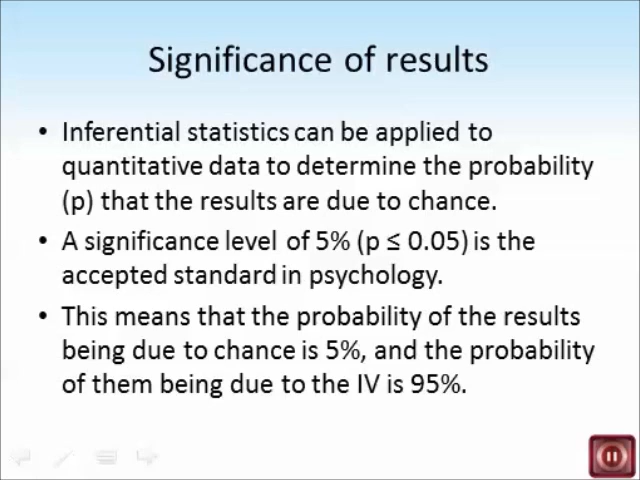 Significance of results
• Inferential statistics can be applied to
quantitative data to determine the probability
(p) that the results are due to chance.
• A significance level of 5% (p ≤ 0.05) is the
accepted standard in psychology.
• This means that the probability of the results
being due to chance is 5%, and the probability
of them being due to the IV is 95%.